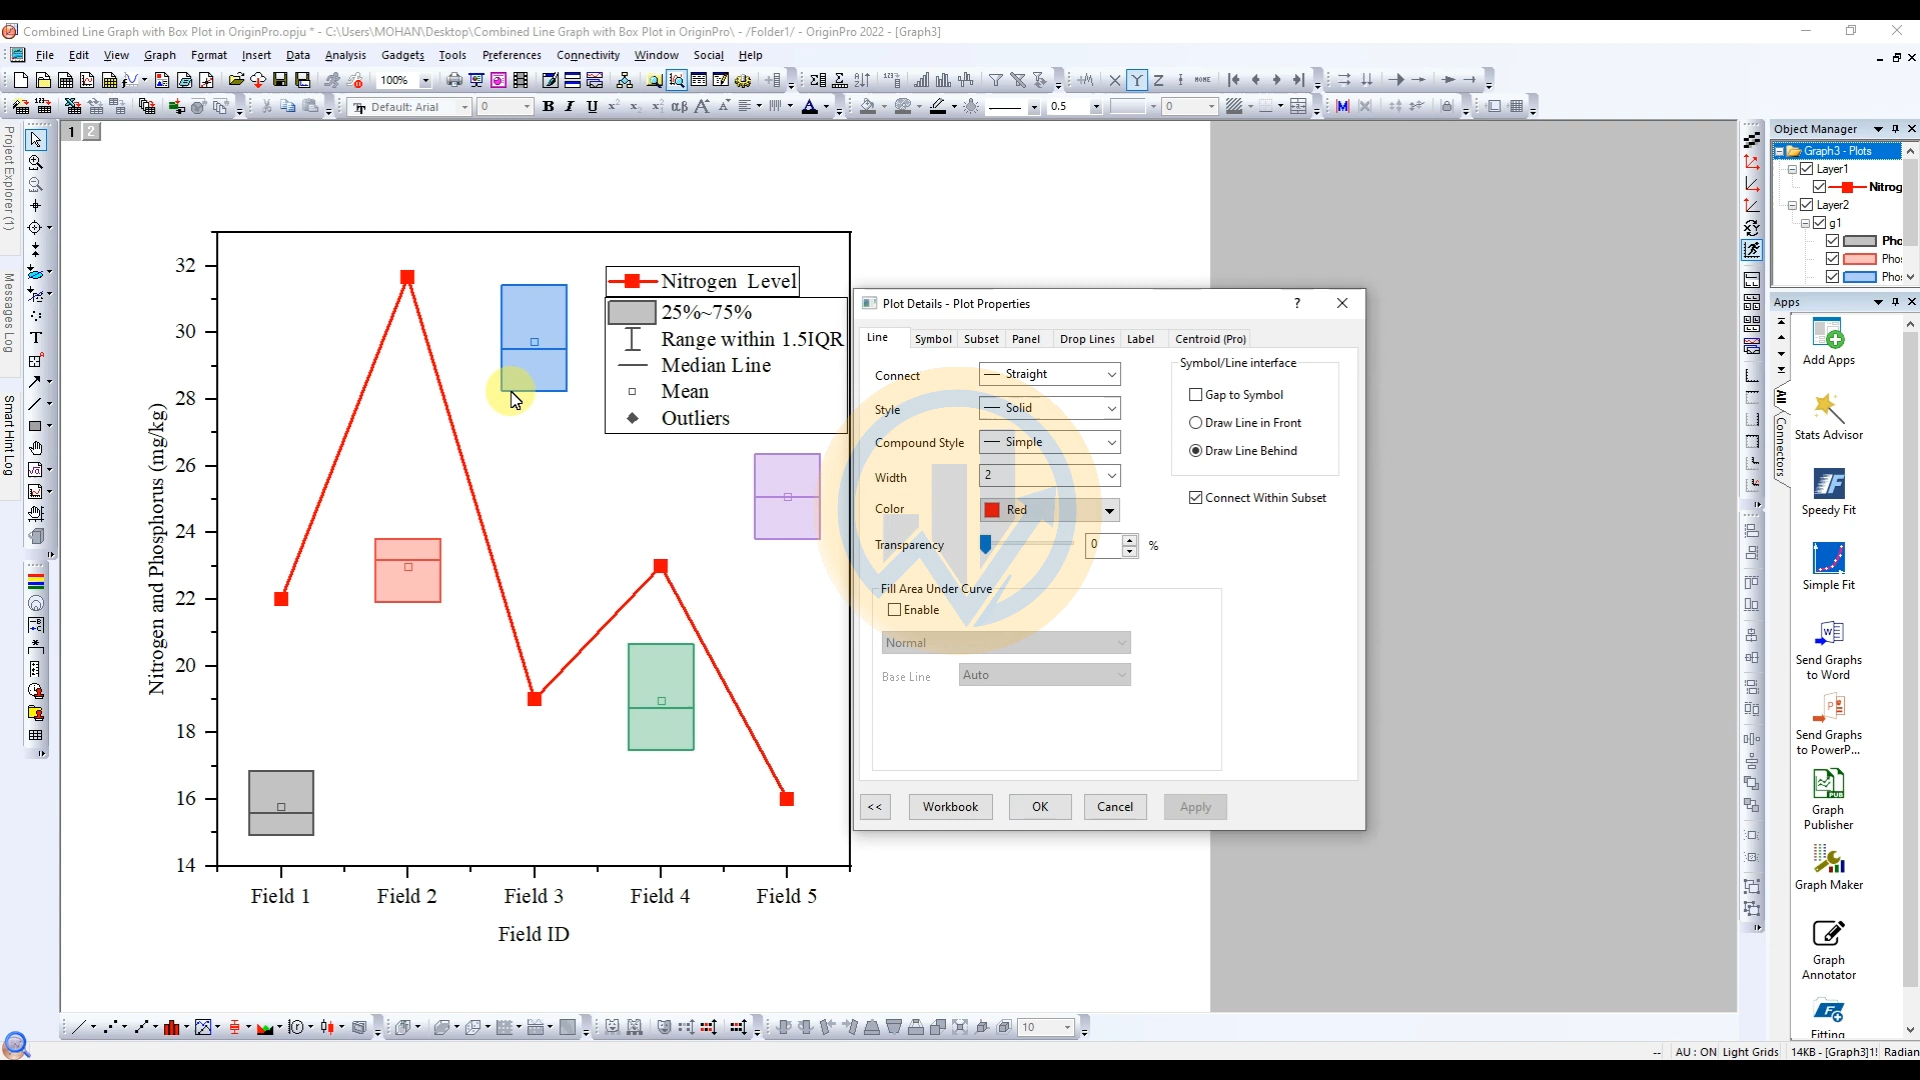 Combined Line Graph with Box Plot in OriginPro.opju * - C:\Users\MOHAN\Desktop\Combined Line Graph with Box Plot in OriginPro\ - /Folder1/ - OriginPro 2022 - [Graph3]
File Edit View Graph Format Insert Data Analysis Gadgets Tools Preferences Connectivity Window Social Help
100%
Default: Arial 0 B I U αβ A A 0.5 0
Project Explorer (1)
Messages Log
Smart Hint Log
1 2
Object Manager
Graph3 - Plots
Layer1
Nitrog
Layer2
g1
Pho
Phos
Phos
Apps
All
Connectors
Add Apps
Stats Advisor
Speedy Fit
Simple Fit
Send Graphs
to Word
Send Graphs
to PowerP...
Graph
Publisher
Graph Maker
Graph
Annotator
Fitting
Nitrogen and Phosphorus (mg/kg)
32
30
28
26
24
22
20
18
16
14
Nitrogen Level
25%~75%
Range within 1.5IQR
Median Line
Mean
Outliers
Field 1 Field 2 Field 3 Field 4 Field 5
Field ID
Plot Details - Plot Properties ?
Line Symbol Subset Panel Drop Lines Label Centroid (Pro)
Connect Straight
Style Solid
Compound Style Simple
Width 2
Color Red
Transparency 0 %
Symbol/Line interface
Gap to Symbol
Draw Line in Front
Draw Line Behind
Connect Within Subset
Fill Area Under Curve
Enable
Normal
Base Line Auto
<< Workbook OK Cancel Apply
10
-- AU : ON Light Grids 14KB - [Graph3]1! Radian